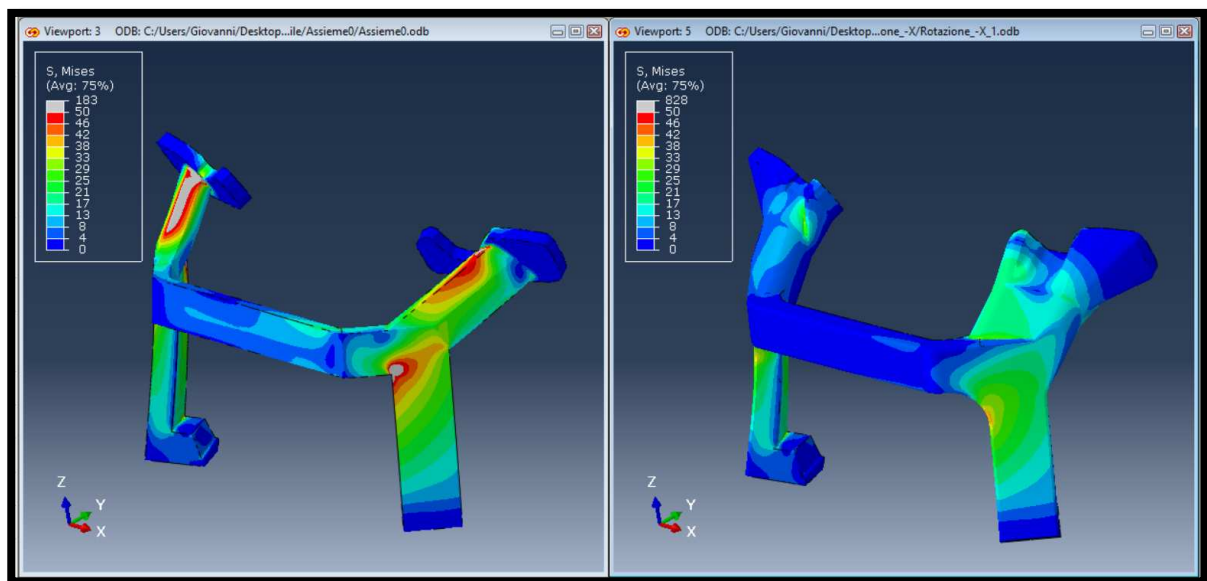 Viewport: 3 ODB: C:/Users/Giovanni/Desktop...ile/Assieme0/Assieme0.odb
S, Mises
(Avg: 75%)
183
50
46
42
38
33
29
25
21
17
13
8
4
0
Z
Y
X
Viewport: 5 ODB: C:/Users/Giovanni/Desktop...one_-X/Rotazione_-X_1.odb
S, Mises
(Avg: 75%)
828
50
46
42
38
33
29
25
21
17
13
8
4
0
Z
Y
X